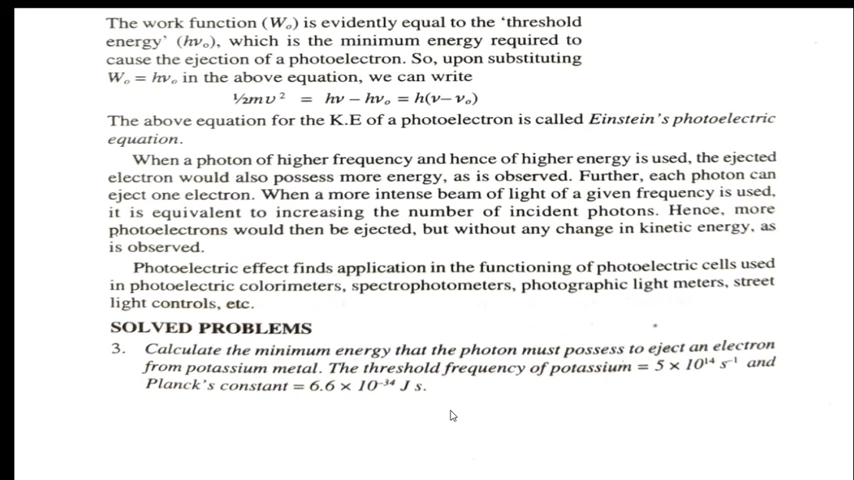 The work function (Wₒ) is evidently equal to the ‘threshold
energy’ (hνₒ), which is the minimum energy required to
cause the ejection of a photoelectron. So, upon substituting
Wₒ = hνₒ in the above equation, we can write
½mυ² = hν – hνₒ = h(ν–νₒ)
The above equation for the K.E of a photoelectron is called Einstein's photoelectric
equation.
When a photon of higher frequency and hence of higher energy is used, the ejected
electron would also possess more energy, as is observed. Further, each photon can
eject one electron. When a more intense beam of light of a given frequency is used,
it is equivalent to increasing the number of incident photons. Hence, more
photoelectrons would then be ejected, but without any change in kinetic energy, as
is observed.
Photoelectric effect finds application in the functioning of photoelectric cells used
in photoelectric colorimeters, spectrophotometers, photographic light meters, street
light controls, etc.
SOLVED PROBLEMS
3. Calculate the minimum energy that the photon must possess to eject an electron
from potassium metal. The threshold frequency of potassium = 5 × 10¹⁴ s⁻¹ and
Planck's constant = 6.6 × 10⁻³⁴ J s.